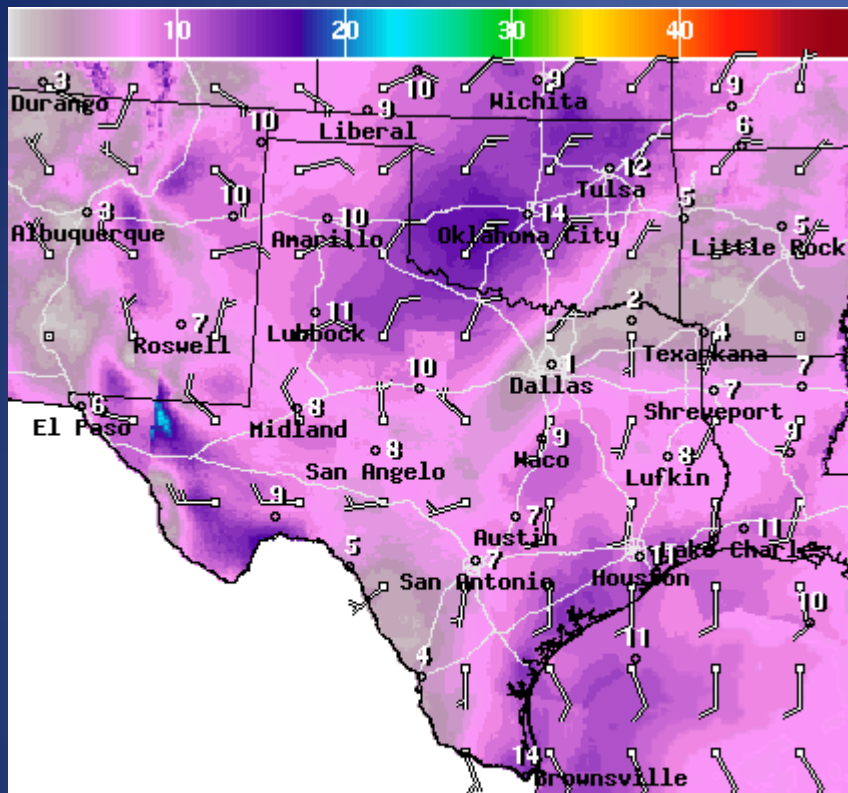 10 20 30 40
3 10 9 9
Durango Wichita
9
Liberal
10 6
12
Tulsa
3 10 10 14 5 5
Albuquerque Amarillo Oklahoma City Little Rock
11 2
7 4
Roswell Lubbock Texarkana
1
10 Dallas 7 7
6 8 Shreveport
El Paso Midland
8 9 8 9
San Angelo Waco Lufkin
9 7 11
Austin Lake Charles
5 7
San Antonio Houston
10
11
4
14
Brownsville